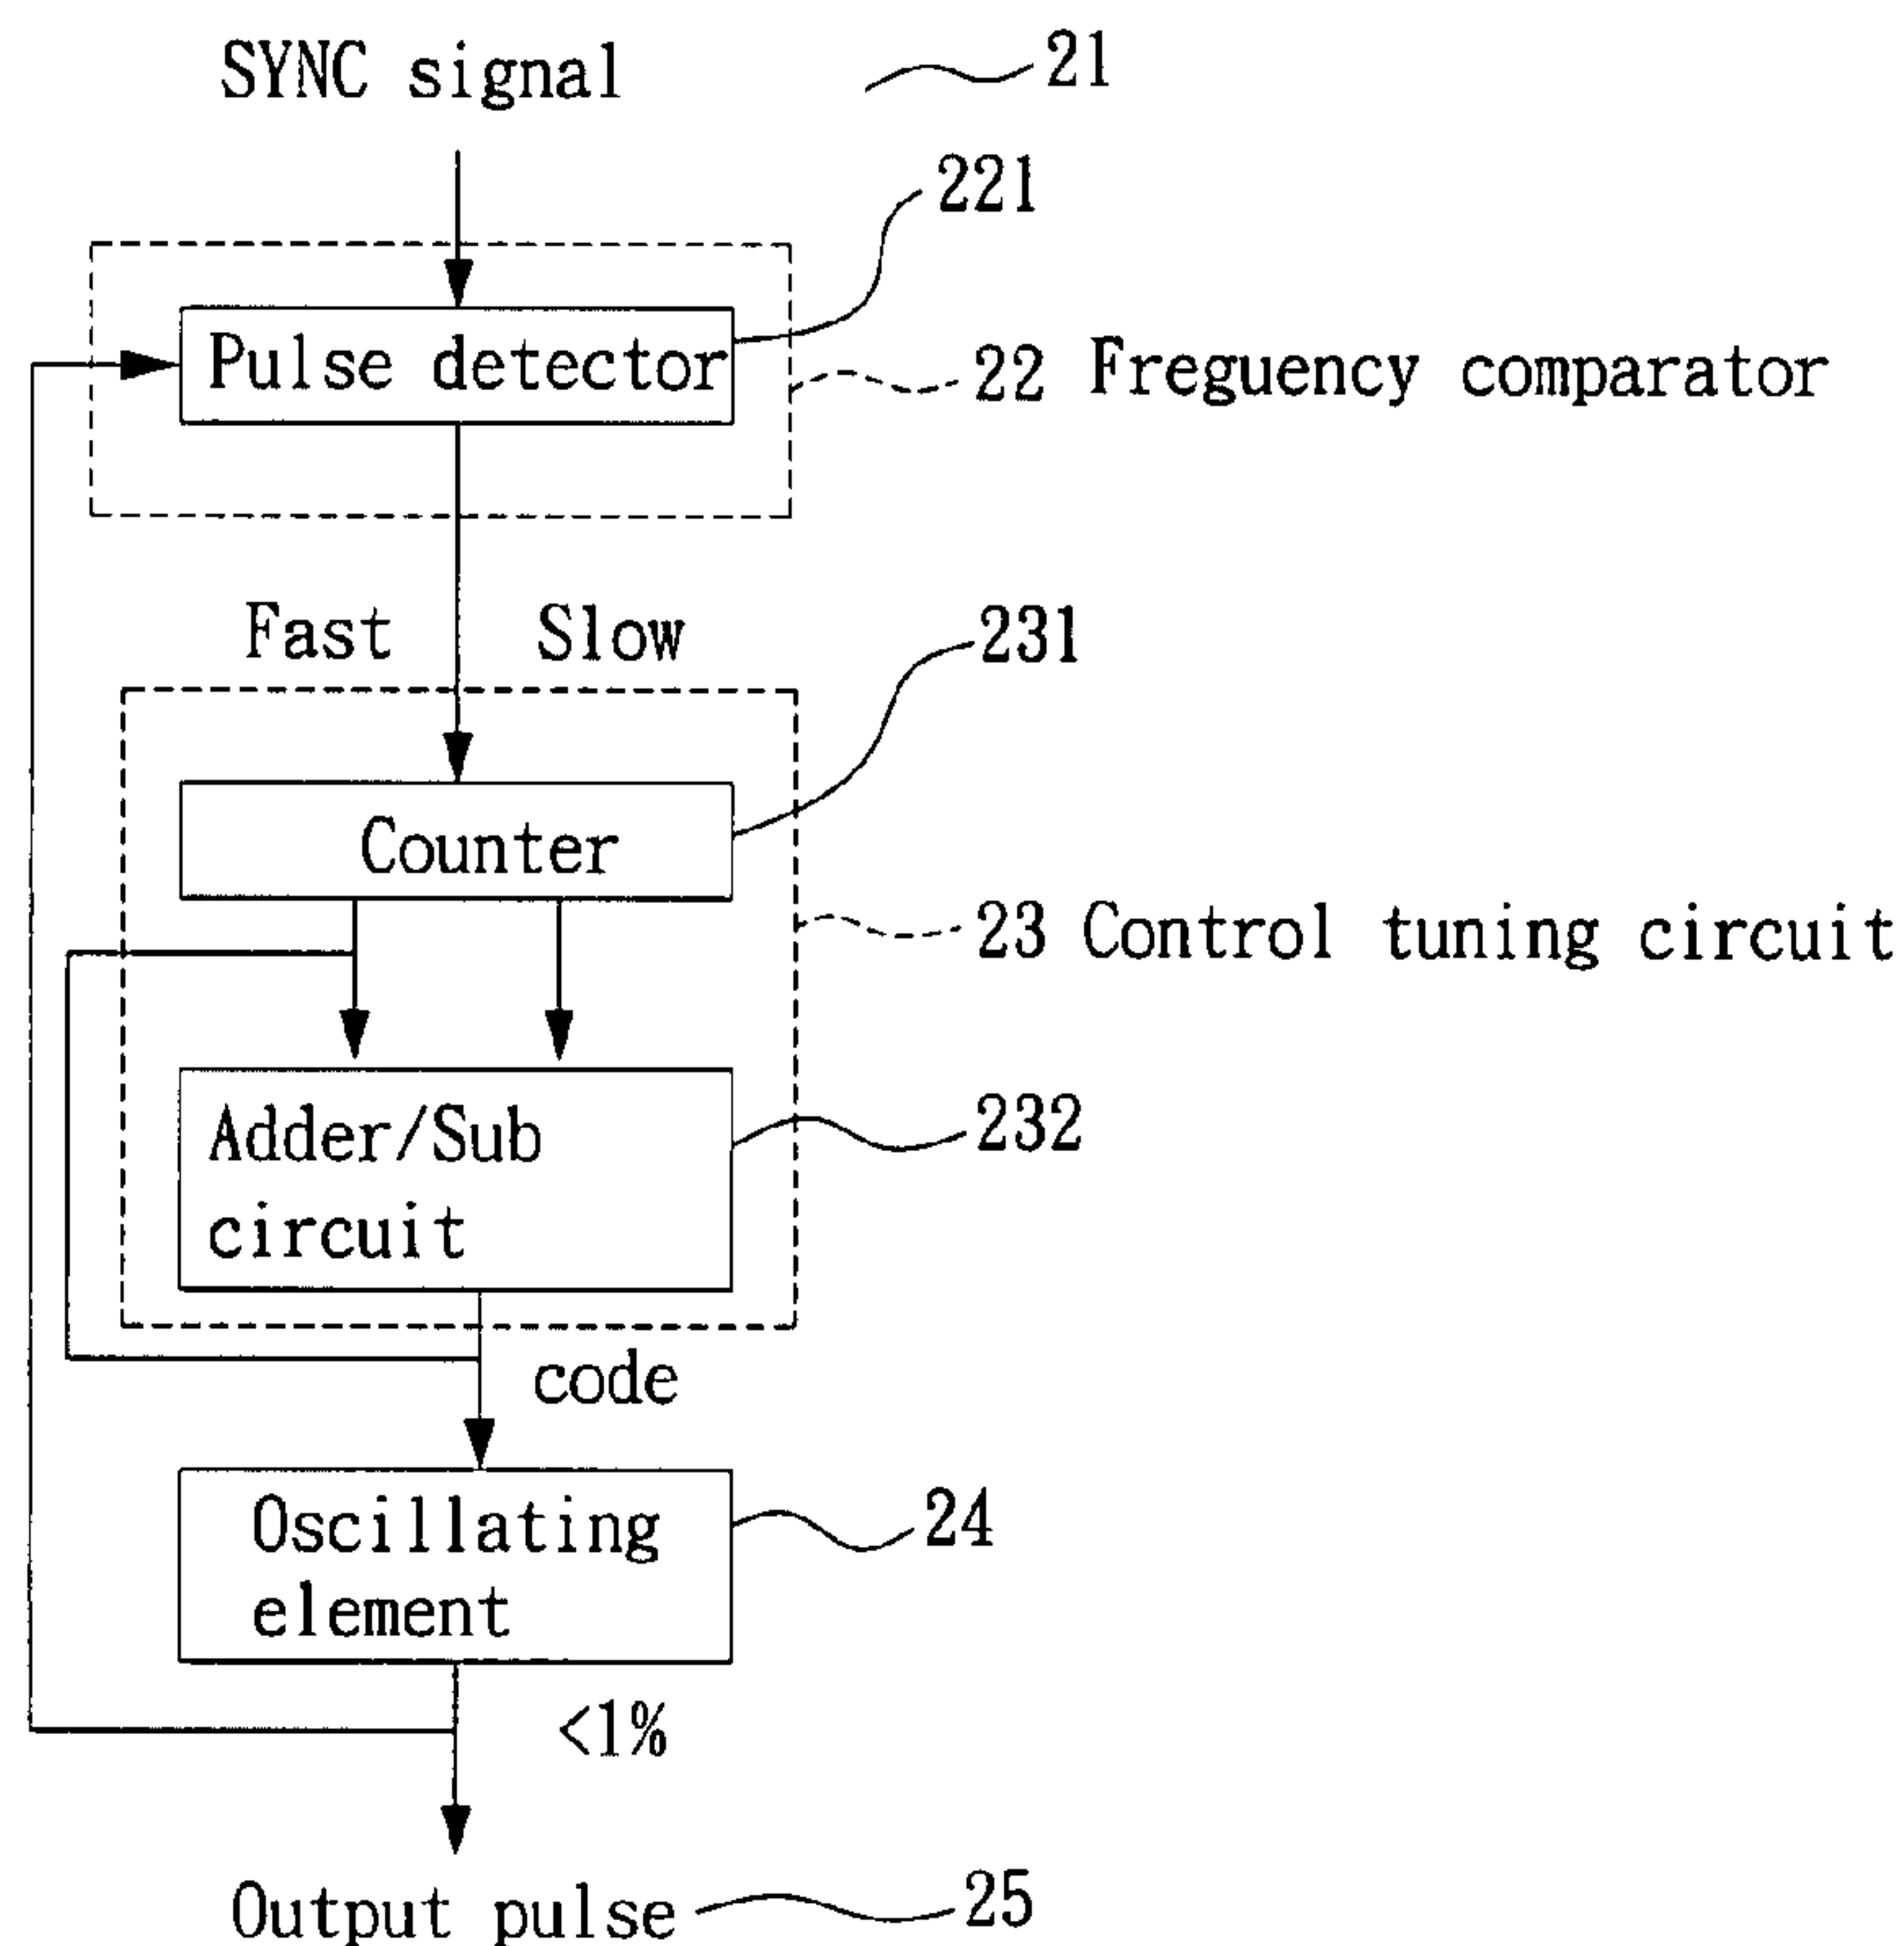 SYNC signal
21
221
Pulse detector
22 Freguency comparator
Fast
Slow
231
Counter
23 Control tuning circuit
Adder/Sub
circuit
232
code
Oscillating
element
24
<1%
Output pulse
25